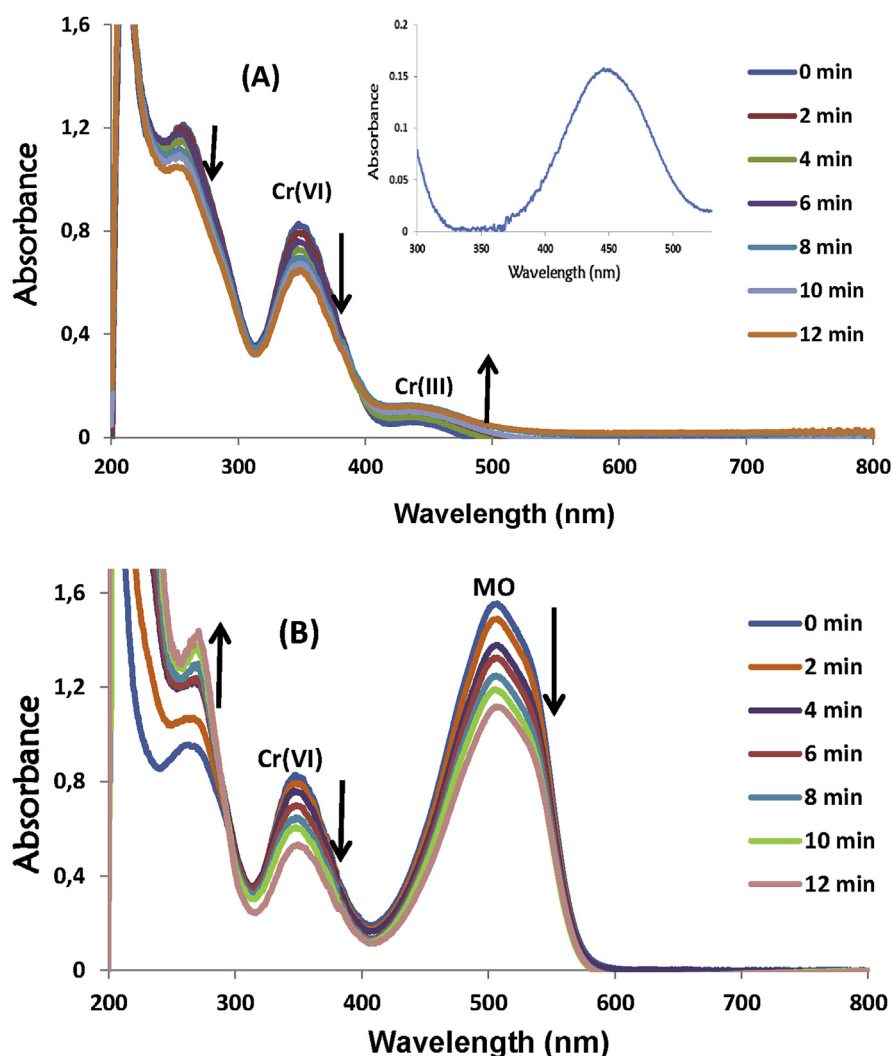 1,6
1,2
0,8
0,4
0
Absorbance
(A)
Cr(VI)
Cr(III)
200 300 400 500 600 700 800
Wavelength (nm)
0.2
0.15
0.1
0.05
0
Absorbance
300 350 400 450 500
Wavelength (nm)
0 min
2 min
4 min
6 min
8 min
10 min
12 min
1,6
1,2
0,8
0,4
0
Absorbance
(B)
Cr(VI)
MO
200 300 400 500 600 700 800
Wavelength (nm)
0 min
2 min
4 min
6 min
8 min
10 min
12 min